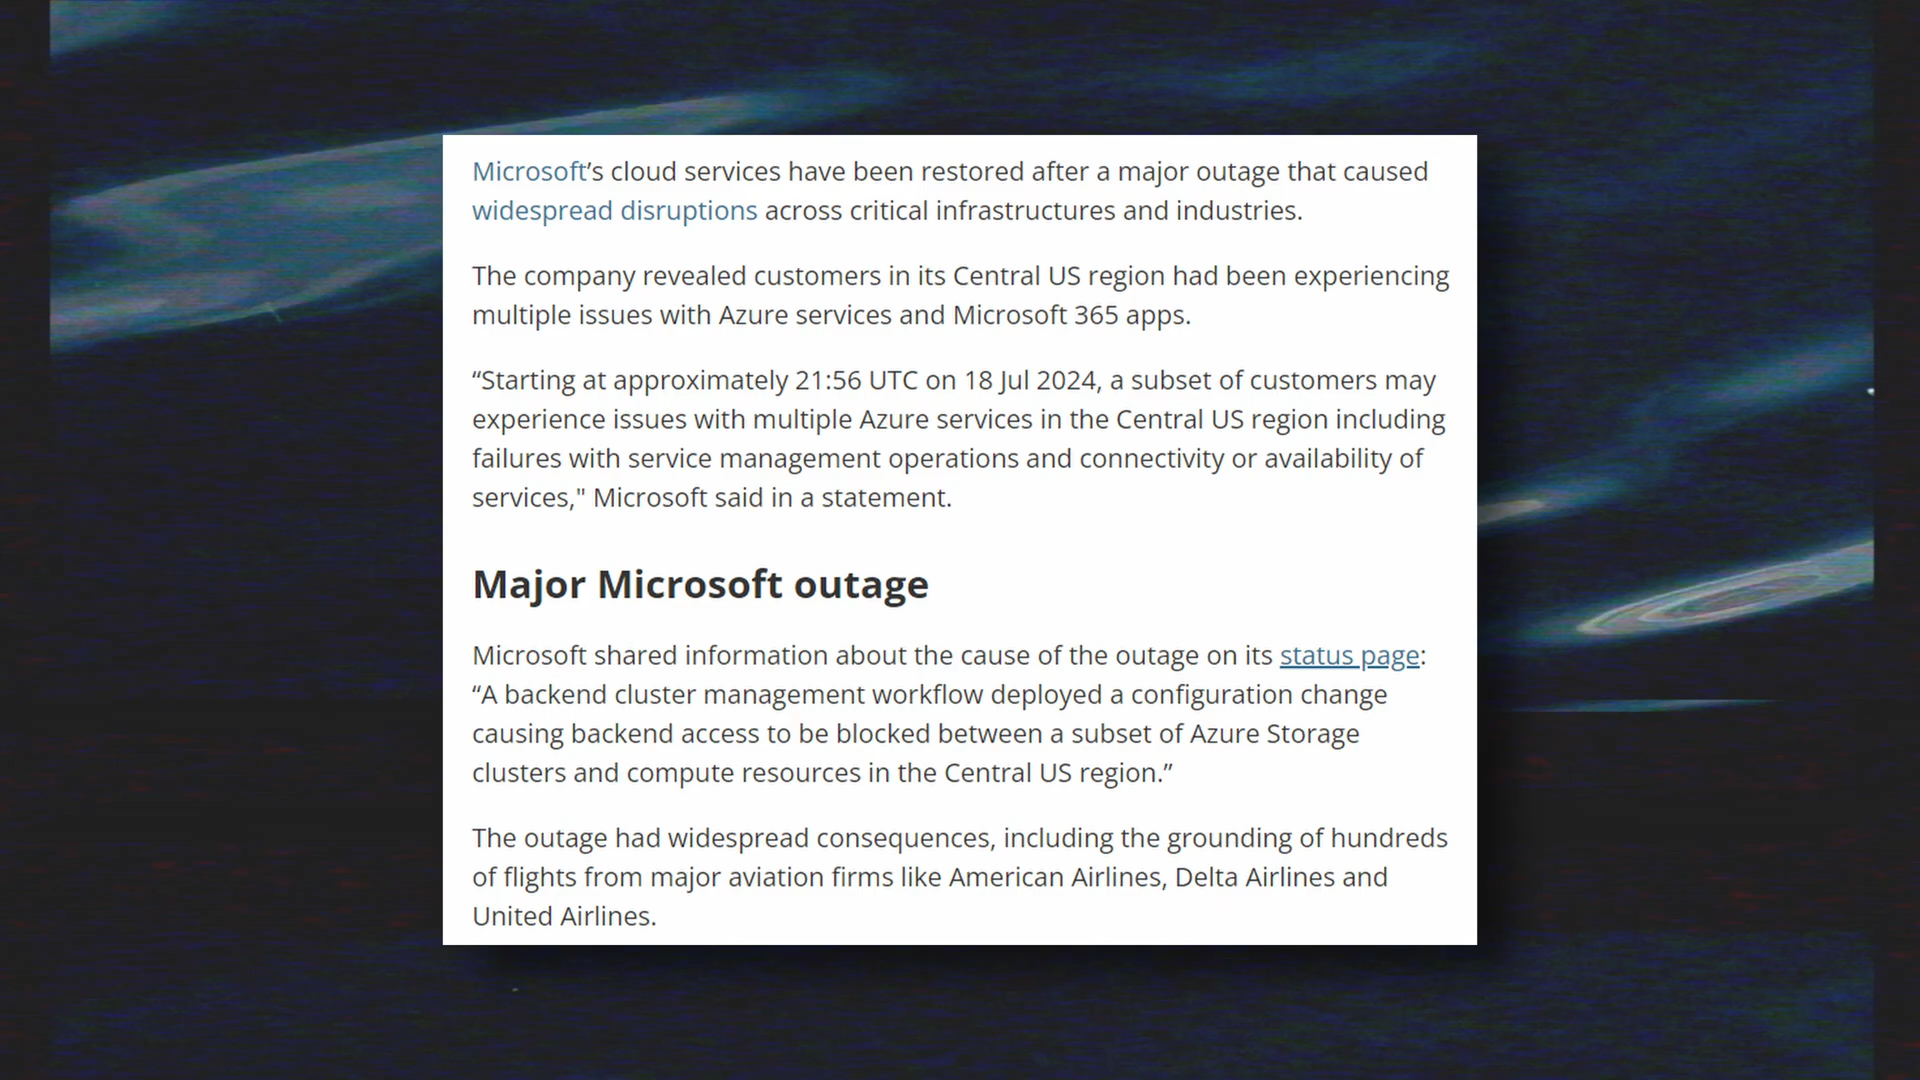 Microsoft’s cloud services have been restored after a major outage that caused
widespread disruptions across critical infrastructures and industries.
The company revealed customers in its Central US region had been experiencing
multiple issues with Azure services and Microsoft 365 apps.
“Starting at approximately 21:56 UTC on 18 Jul 2024, a subset of customers may
experience issues with multiple Azure services in the Central US region including
failures with service management operations and connectivity or availability of
services," Microsoft said in a statement.
Major Microsoft outage
Microsoft shared information about the cause of the outage on its status page:
“A backend cluster management workflow deployed a configuration change
causing backend access to be blocked between a subset of Azure Storage
clusters and compute resources in the Central US region.”
The outage had widespread consequences, including the grounding of hundreds
of flights from major aviation firms like American Airlines, Delta Airlines and
United Airlines.